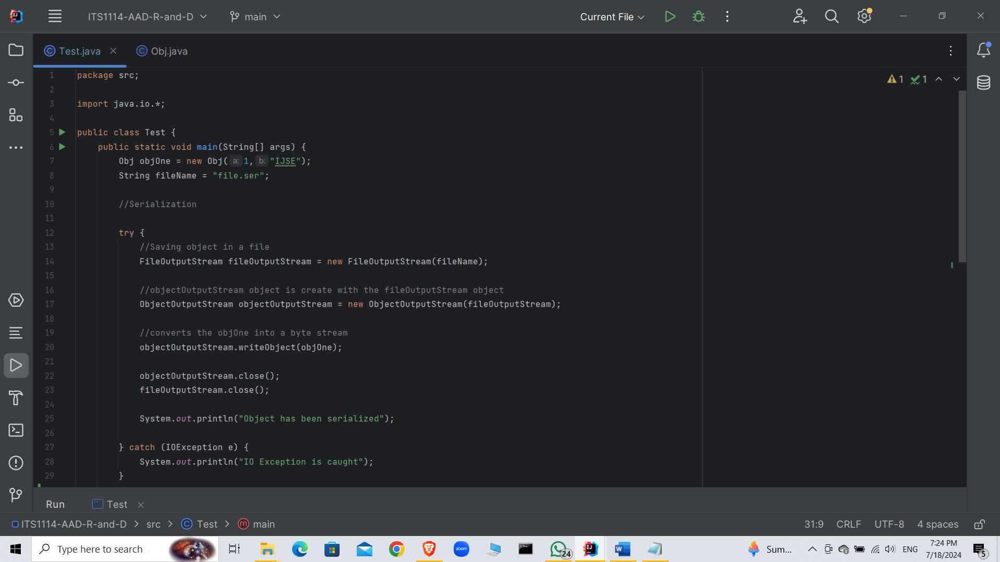 ITS1114-AAD-R-and-D main Current File
Test.java Obj.java
1 package src;
2
3 import java.io.*;
4
5 public class Test {
6 public static void main(String[] args) {
7 Obj objOne = new Obj( a: 1, b: "IJSE");
8 String fileName = "file.ser";
9
10 //Serialization
11
12 try {
13 //Saving object in a file
14 FileOutputStream fileOutputStream = new FileOutputStream(fileName);
15
16 //objectOutputStream object is create with the fileOutputStream object
17 ObjectOutputStream objectOutputStream = new ObjectOutputStream(fileOutputStream);
18
19 //converts the objOne into a byte stream
20 objectOutputStream.writeObject(objOne);
21
22 objectOutputStream.close();
23 fileOutputStream.close();
24
25 System.out.println("Object has been serialized");
26
27 } catch (IOException e) {
28 System.out.println("IO Exception is caught");
29 }
1 1
Run Test
ITS1114-AAD-R-and-D > src > Test > main 31:9 CRLF UTF-8 4 spaces
Type here to search zoom 24 Sum... ENG 7:24 PM 7/18/2024 5